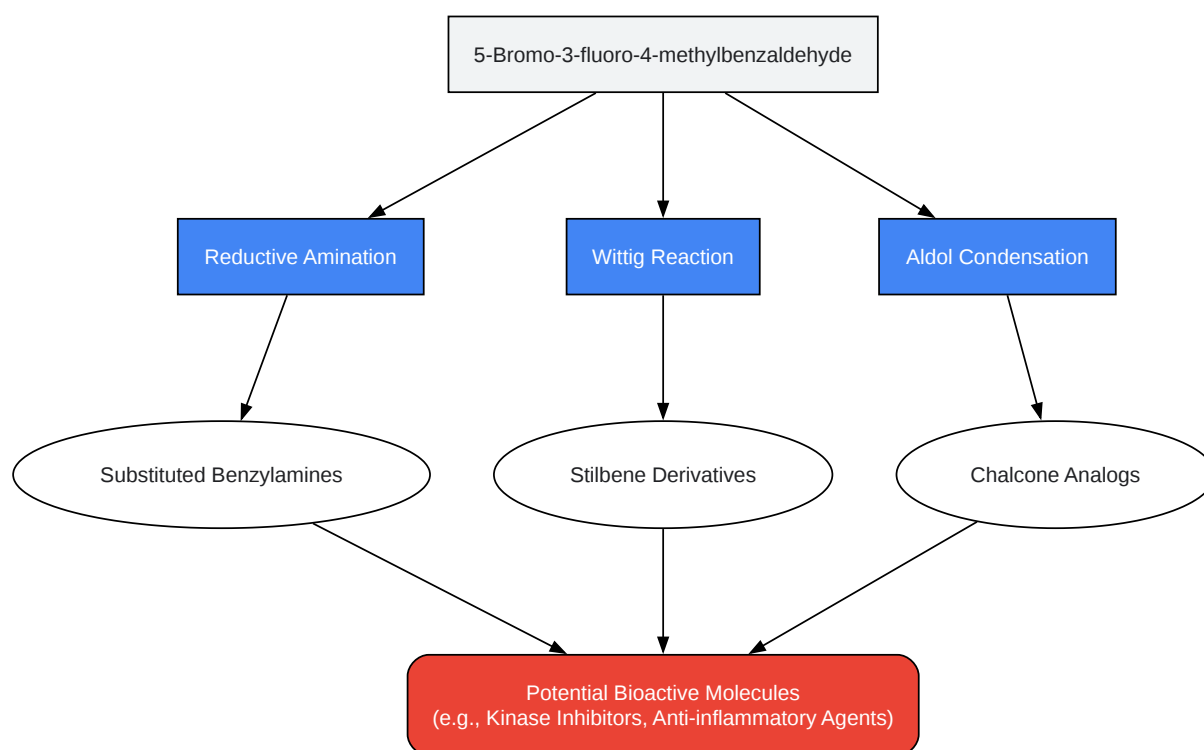 5-Bromo-3-fluoro-4-methylbenzaldehyde
Reductive Amination
Wittig Reaction
Aldol Condensation
Substituted Benzylamines
Stilbene Derivatives
Chalcone Analogs
Potential Bioactive Molecules
(e.g., Kinase Inhibitors, Anti-inflammatory Agents)